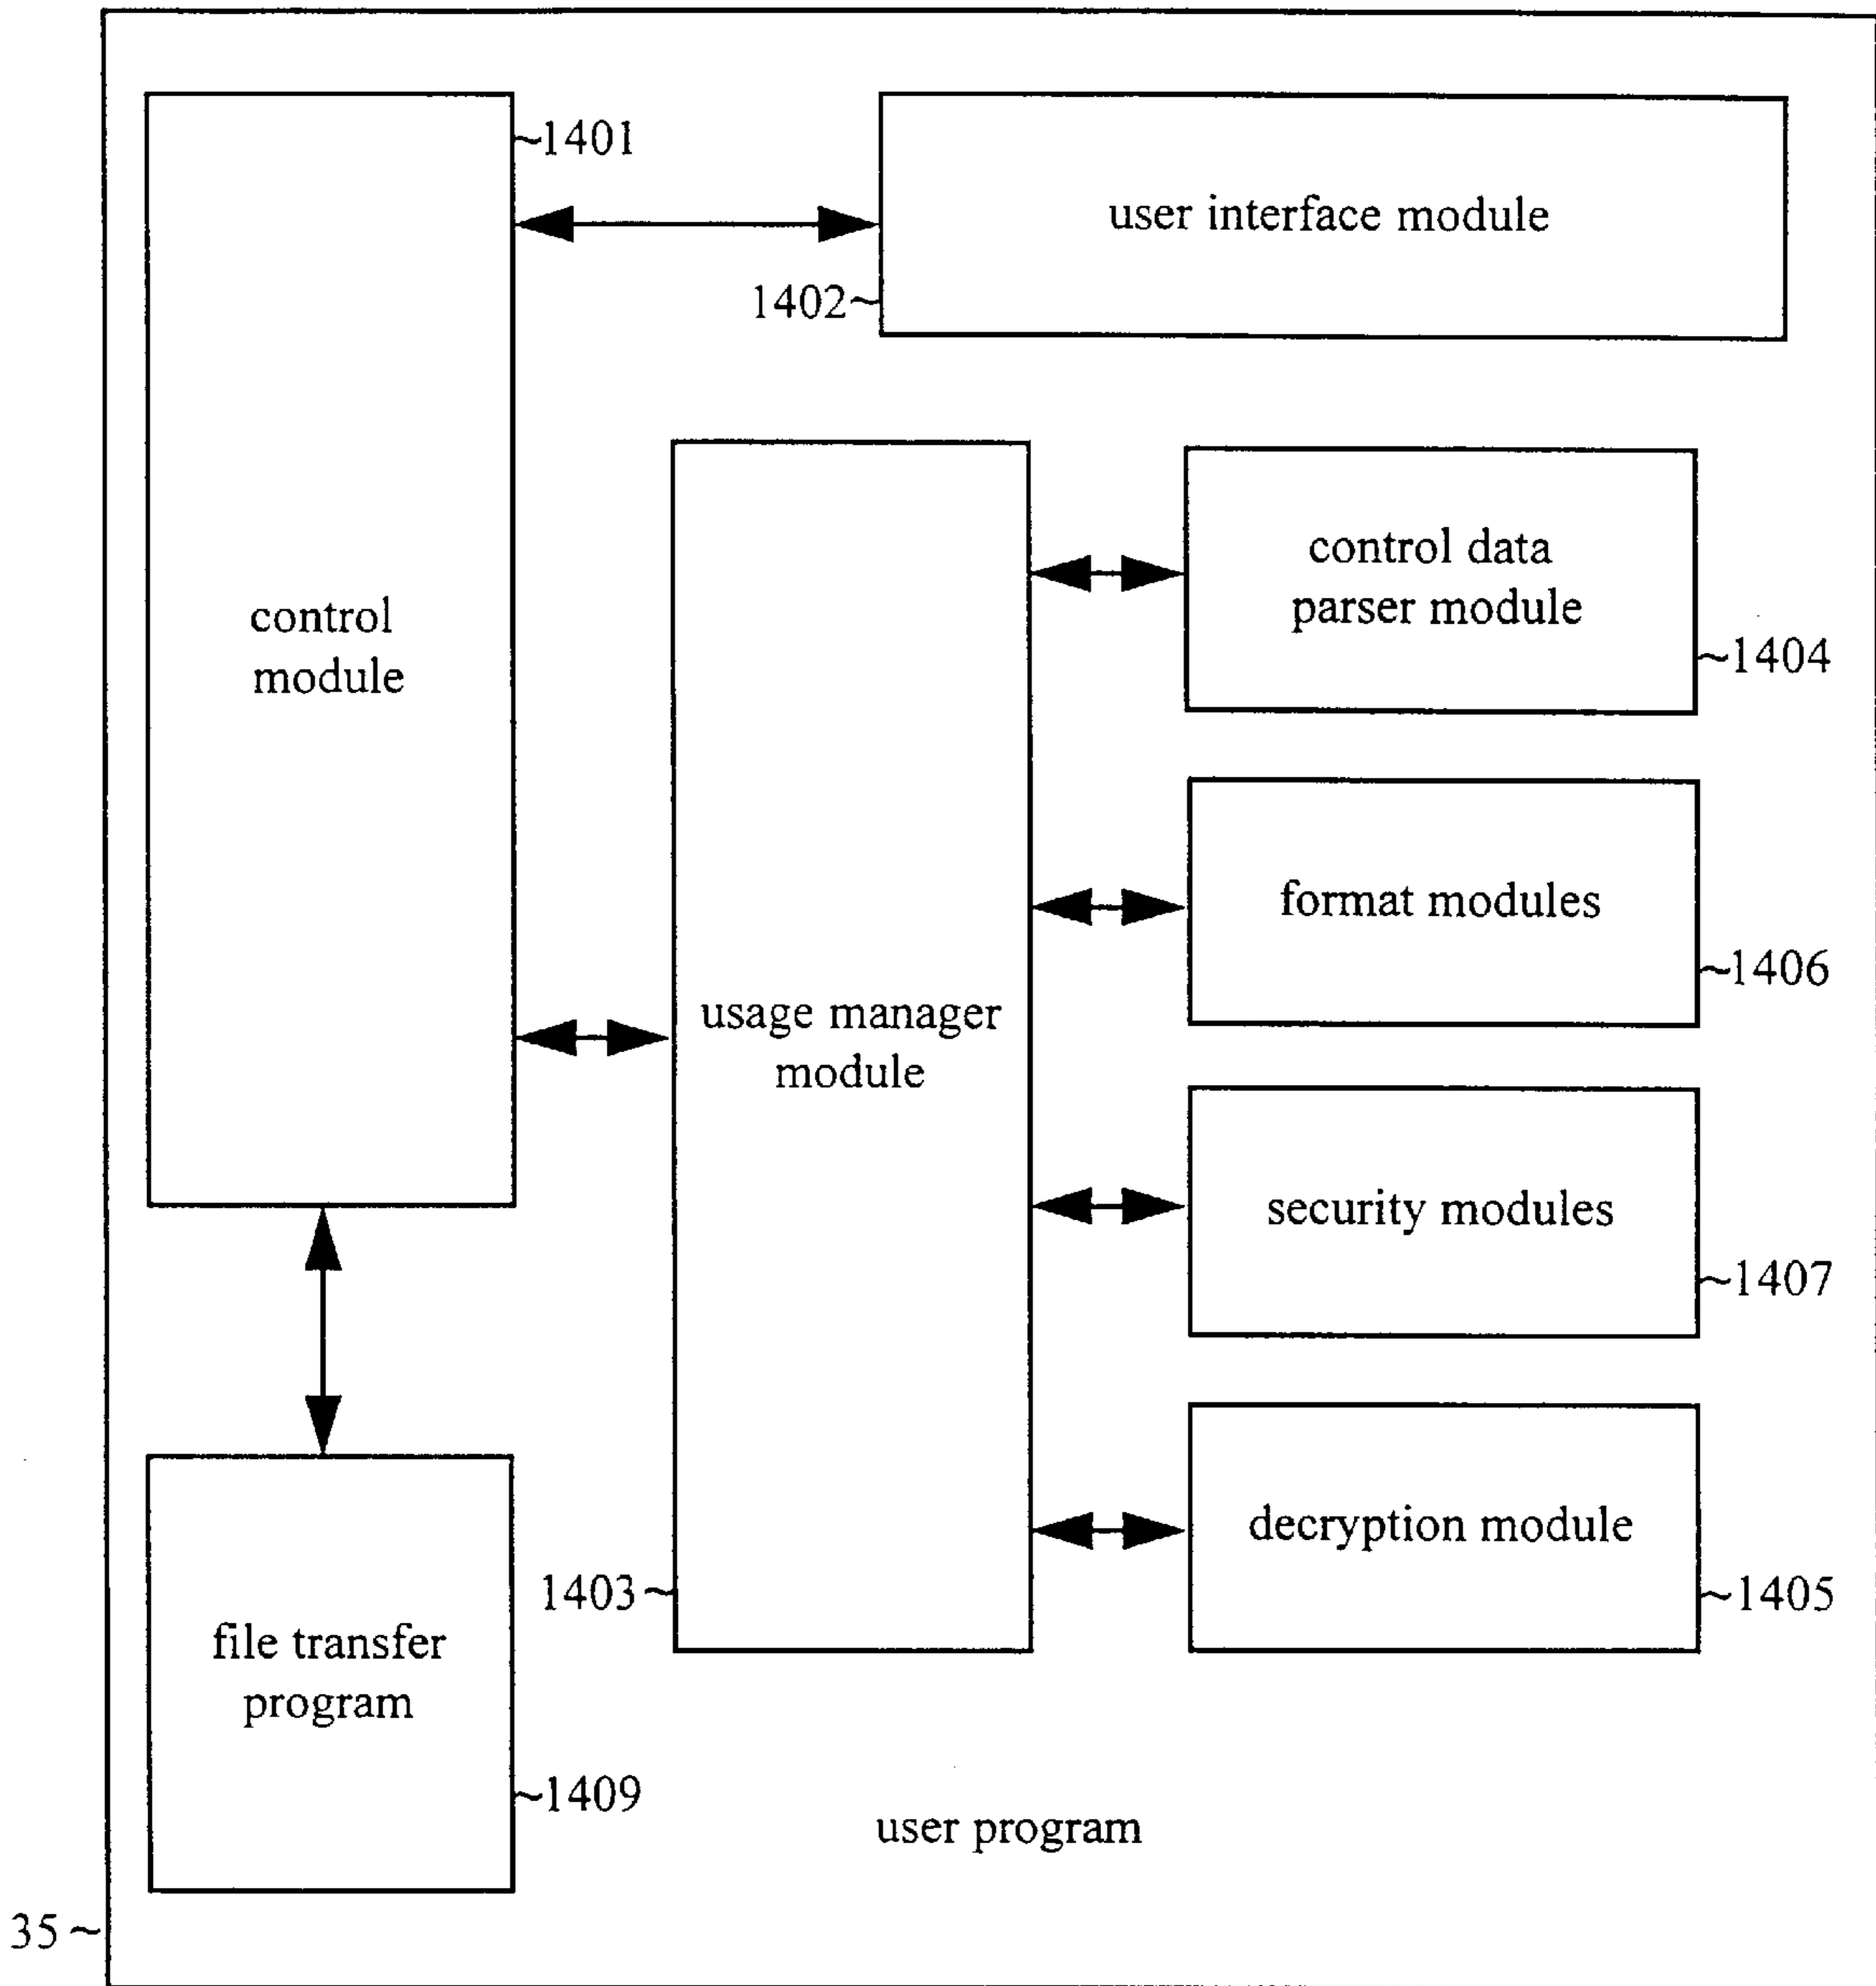 1401
user interface module
1402
control
module
control data
parser module
1404
format modules
1406
usage manager
module
security modules
1407
decryption module
1403
1405
file transfer
program
1409
user program
35